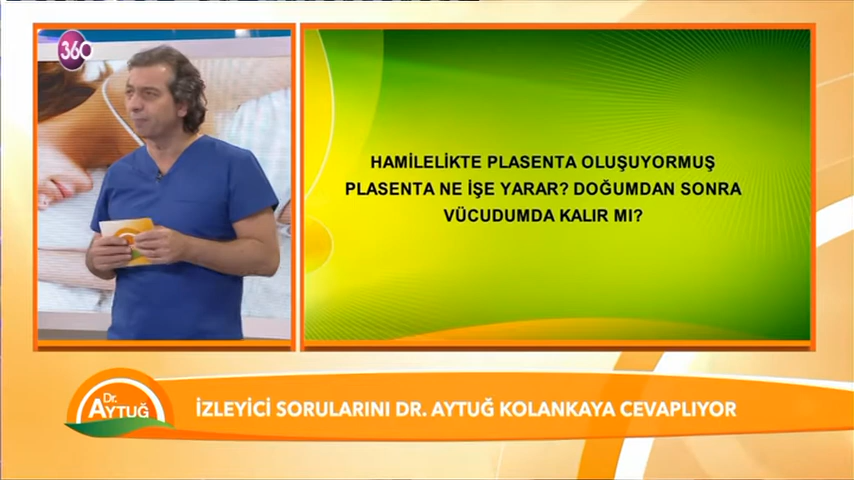 360
HAMİLELİKTE PLASENTA OLUŞUYORMUŞ
PLASENTA NE İŞE YARAR? DOĞUMDAN SONRA
VÜCUDUMDA KALIR MI?
Dr.
AYTUĞ
İZLEYİCİ SORULARINI DR. AYTUĞ KOLANKAYA CEVAPLIYOR